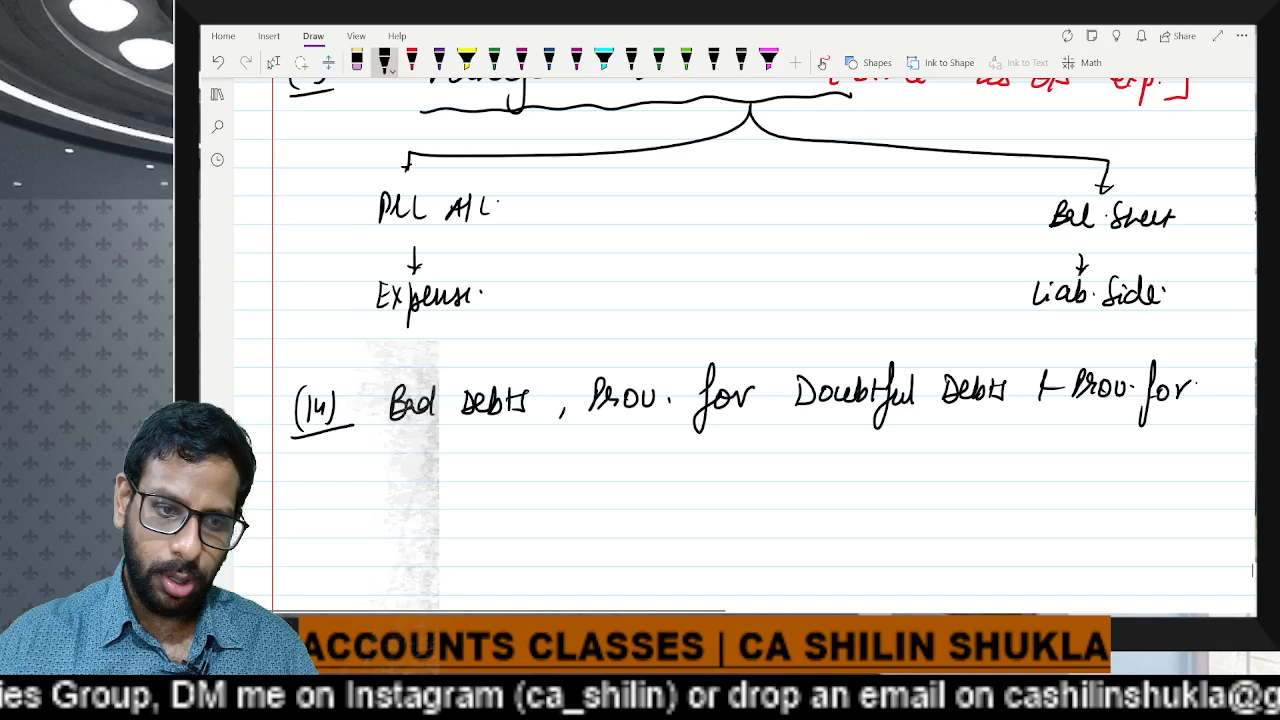 Home Insert Draw View Help
Share
Shapes Ink to Shape Ink to Text Math
exp.]
P&L A/c.
Bal. Sheet
Expense.
Liab. Side.
(14) Bad Debts, Prov. for Doubtful Debts + Prov. for
ACCOUNTS CLASSES | CA SHILIN SHUKLA
ies Group, DM me on Instagram (ca_shilin) or drop an email on cashilinshukla@g